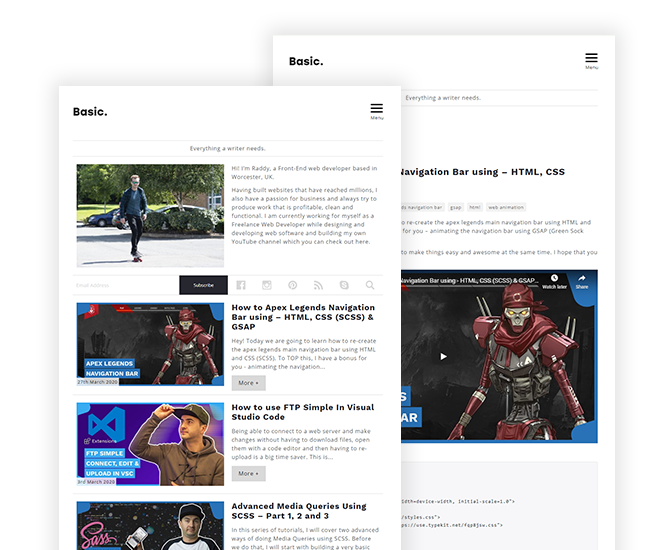 Basic.
Menu
Everything a writer needs.
Hi! I'm Raddy, a Front-End web developer based in
Worcester, UK.
Having built websites that have reached millions, I
also have a passion for business and always try to
produce work that is profitable, clean and
functional. I am currently working for myself as a
Freelance Web Developer while designing and
developing web software and building my own
YouTube channel which you can check out here.
Email Address
Subscribe
APEX LEGENDS
NAVIGATION BAR
27th March 2020
How to Apex Legends Navigation
Bar using – HTML, CSS (SCSS) &
GSAP
Hey! Today we are going to learn how to re-create
the apex legends main navigation bar using HTML
and CSS (SCSS). To TOP this, I have a bonus for
you - animating the navigation...
More +
Extensions
FTP SIMPLE
CONNECT, EDIT &
UPLOAD IN VSC
3rd March 2020
How to use FTP Simple In Visual
Studio Code
Being able to connect to a web server and make
changes without having to download files, open
them with a code editor and then having to re-
upload is a big time saver. This is...
More +
Sass
Advanced Media Queries Using
SCSS – Part 1, 2 and 3
In this series of tutorials, I will cover two advanced
ways of doing Media Queries using SCSS. Before
we do that, I will start with building a very basic
Basic.
Menu
Everything a writer needs.
Navigation Bar using – HTML, CSS
navigation bar
gsap
html
web animation
to re-create the apex legends main navigation bar using HTML and
for you - animating the navigation bar using GSAP (Green Sock
to make things easy and awesome at the same time. I hope that you
Navigation Bar using - HTML, CSS (SCSS) & GSAP
Watch later
Share
DS
AR
width=device-width, initial-scale=1.0">
/styles.css">